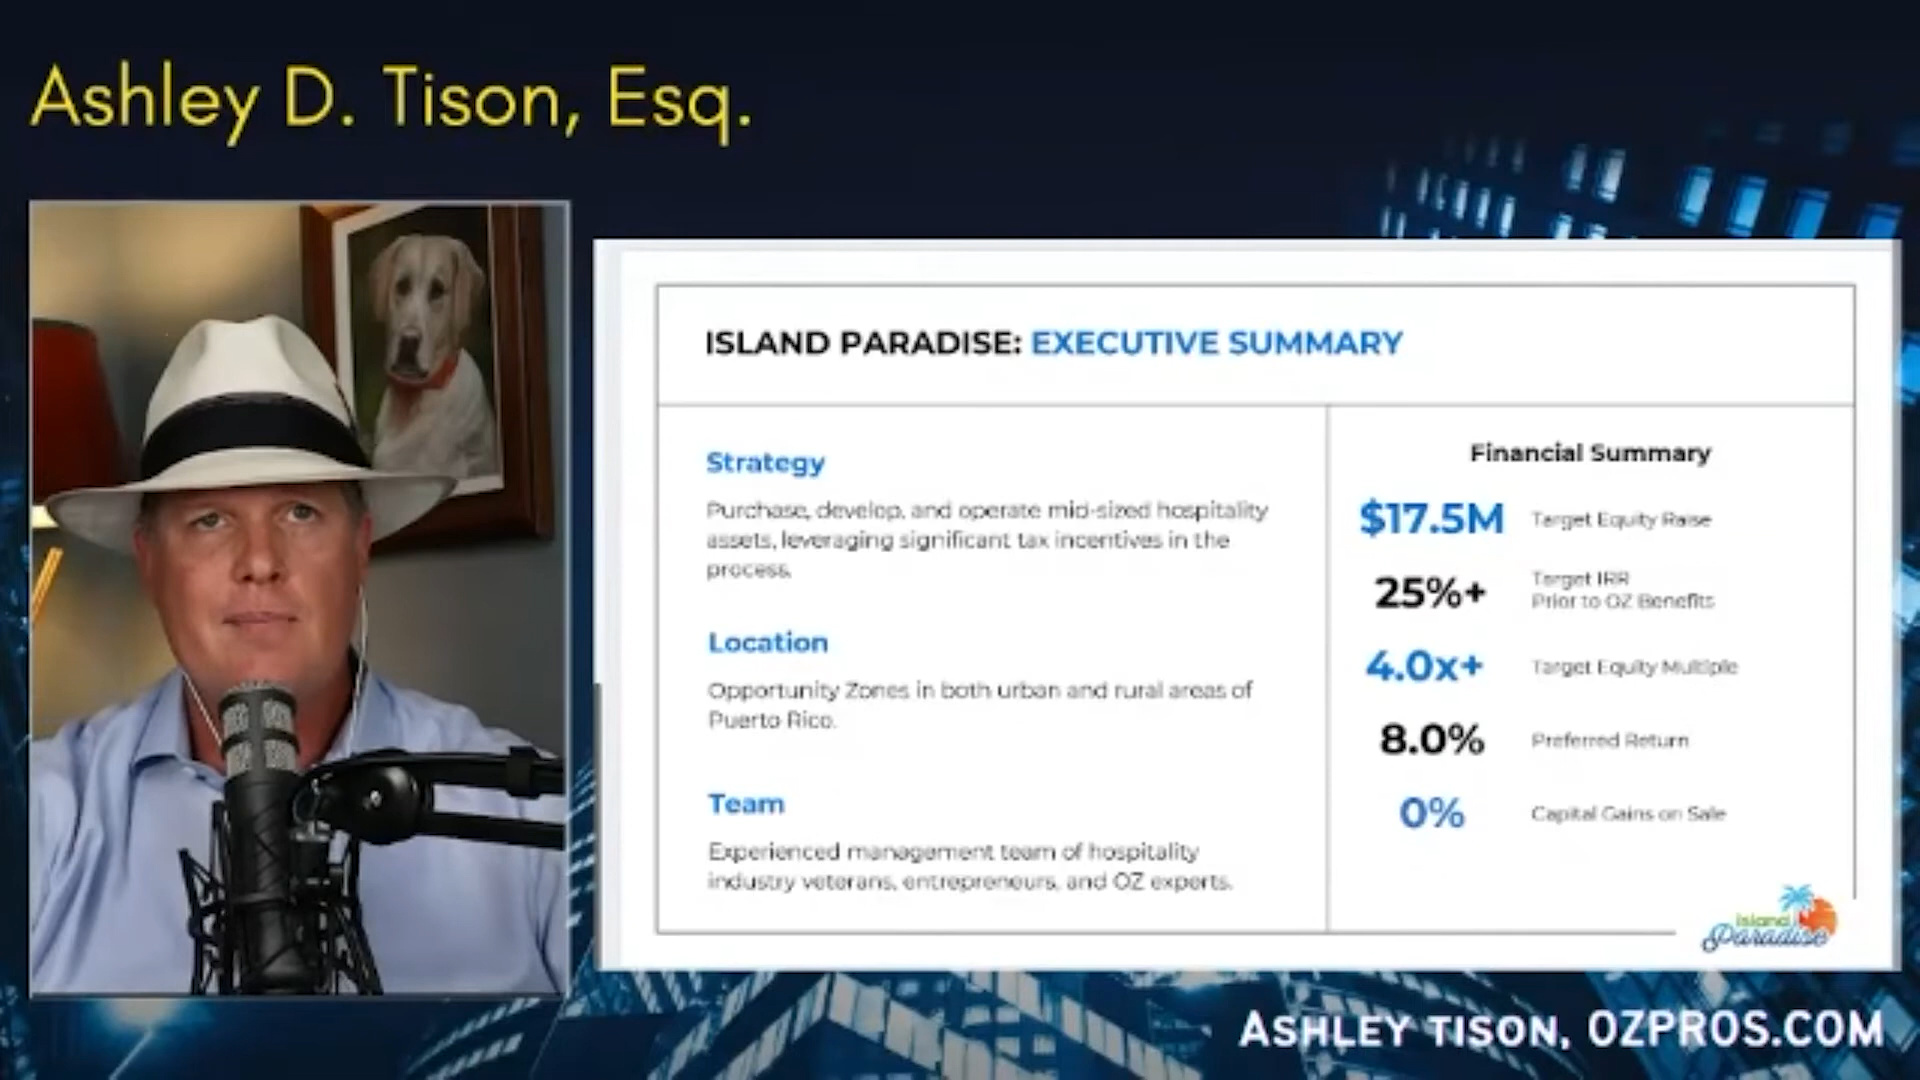 Ashley D. Tison, Esq.
ISLAND PARADISE: EXECUTIVE SUMMARY
Strategy
Purchase, develop, and operate mid-sized hospitality
assets, leveraging significant tax incentives in the
process.
Location
Opportunity Zones in both urban and rural areas of
Puerto Rico.
Team
Experienced management team of hospitality
industry veterans, entrepreneurs, and OZ experts.
Financial Summary
$17.5M Target Equity Raise
25%+ Target IRR
Prior to OZ Benefits
4.0x+ Target Equity Multiple
8.0% Preferred Return
0% Capital Gains on Sale
Island
Paradise
ASHLEY TISON, OZPROS.COM